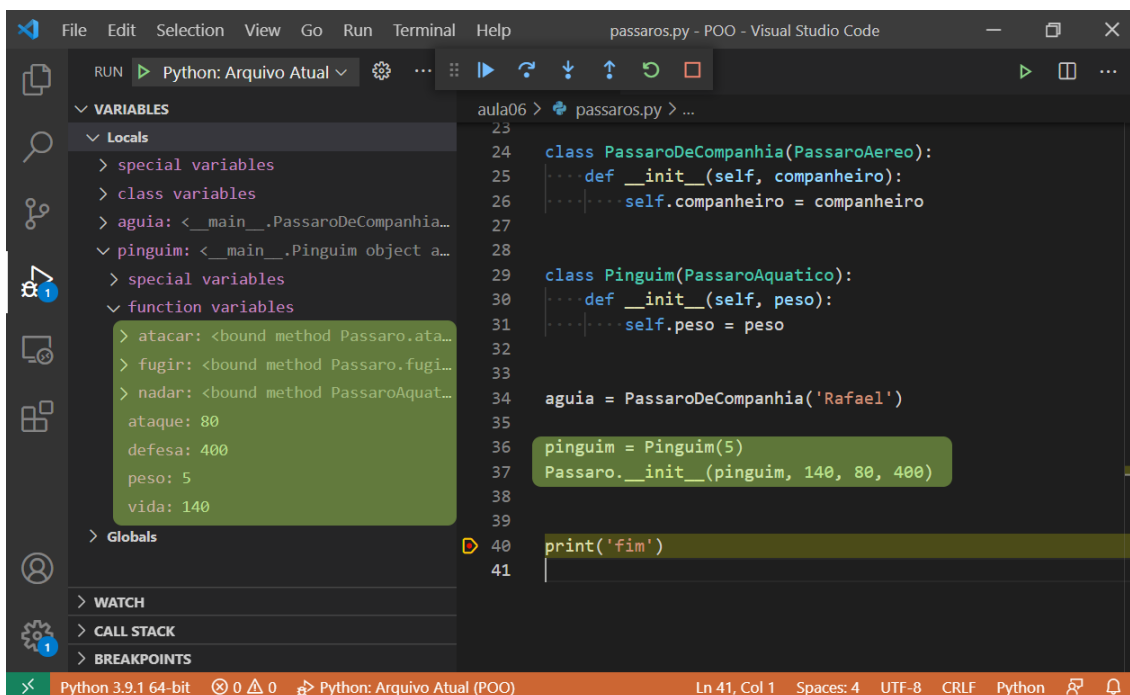 File Edit Selection View Go Run Terminal Help passaros.py - POO - Visual Studio Code
RUN Python: Arquivo Atual
VARIABLES
Locals
special variables
class variables
aguia: <__main__.PassaroDeCompanhia…
pinguim: <__main__.Pinguim object a…
special variables
function variables
atacar: <bound method Passaro.ata…
fugir: <bound method Passaro.fugi…
nadar: <bound method PassaroAquat…
ataque: 80
defesa: 400
peso: 5
vida: 140
Globals
WATCH
CALL STACK
BREAKPOINTS
1
1
aula06 > passaros.py > ...
23
24 class PassaroDeCompanhia(PassaroAereo):
25 ····def __init__(self, companheiro):
26 ········self.companheiro = companheiro
27
28
29 class Pinguim(PassaroAquatico):
30 ····def __init__(self, peso):
31 ········self.peso = peso
32
33
34 aguia = PassaroDeCompanhia('Rafael')
35
36 pinguim = Pinguim(5)
37 Passaro.__init__(pinguim, 140, 80, 400)
38
39
40 print('fim')
41
Python 3.9.1 64-bit 0 0 Python: Arquivo Atual (POO) Ln 41, Col 1 Spaces: 4 UTF-8 CRLF Python